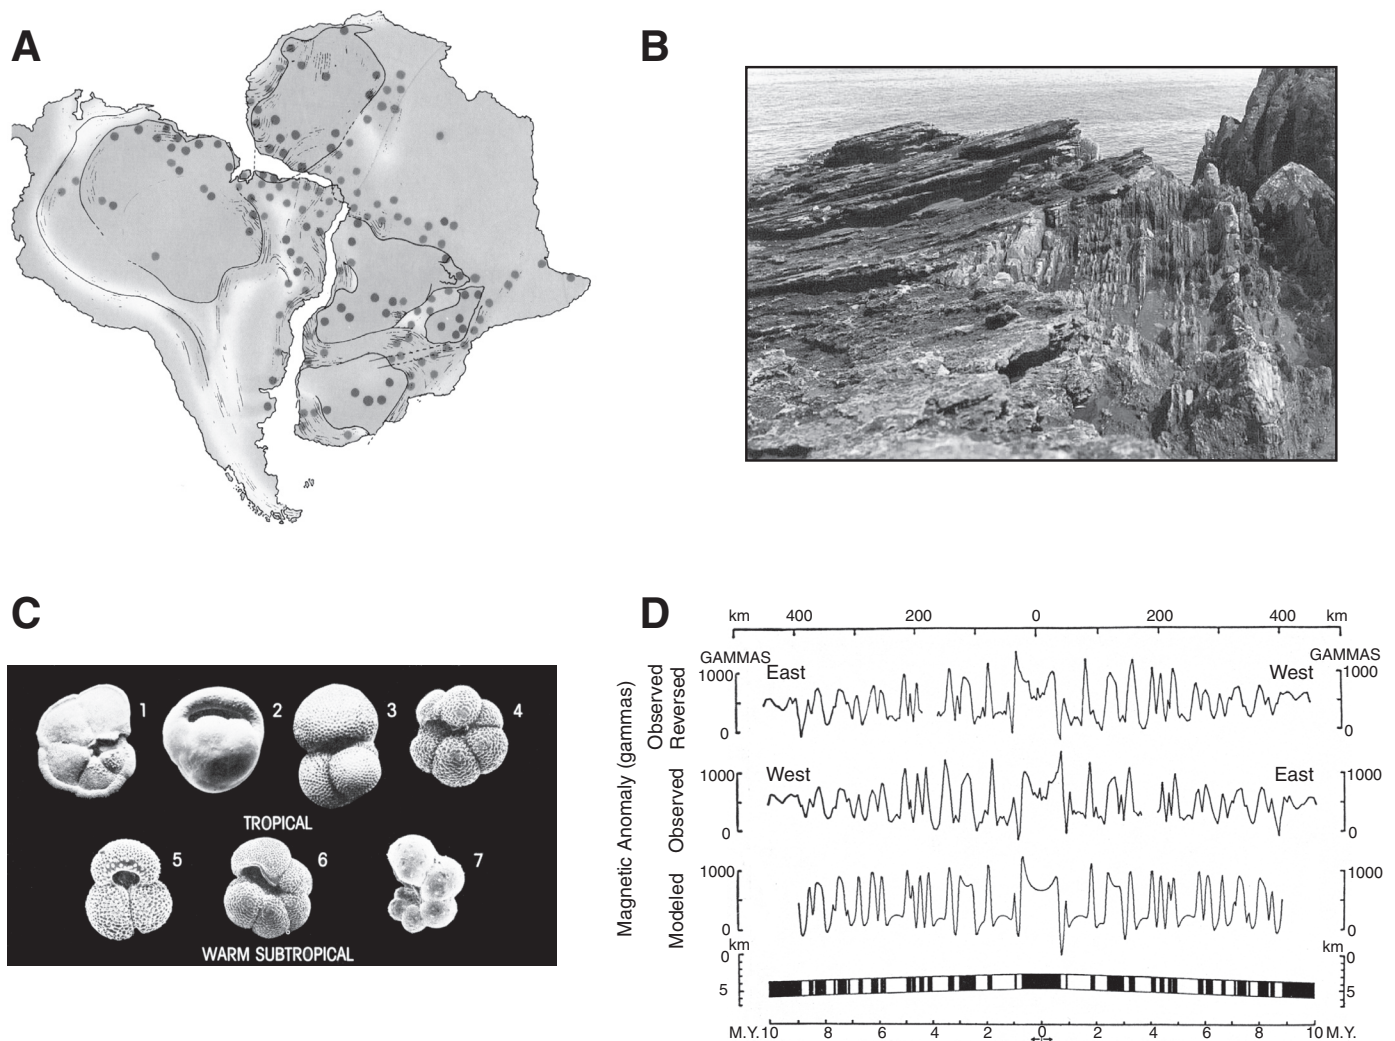 A
B
C
1
2
3
4
TROPICAL
5
6
7
WARM SUBTROPICAL
D
km 400 200 0 200 400 km
GAMMAS
GAMMAS
1000
0
East
West
1000
0
Observed
Reversed
1000
0
West
East
1000
0
Observed
1000
0
1000
0
Modeled
Magnetic Anomaly (gammas)
km
0
5
km
0
5
M.Y. 10 8 6 4 2 0 2 4 6 8 10 M.Y.